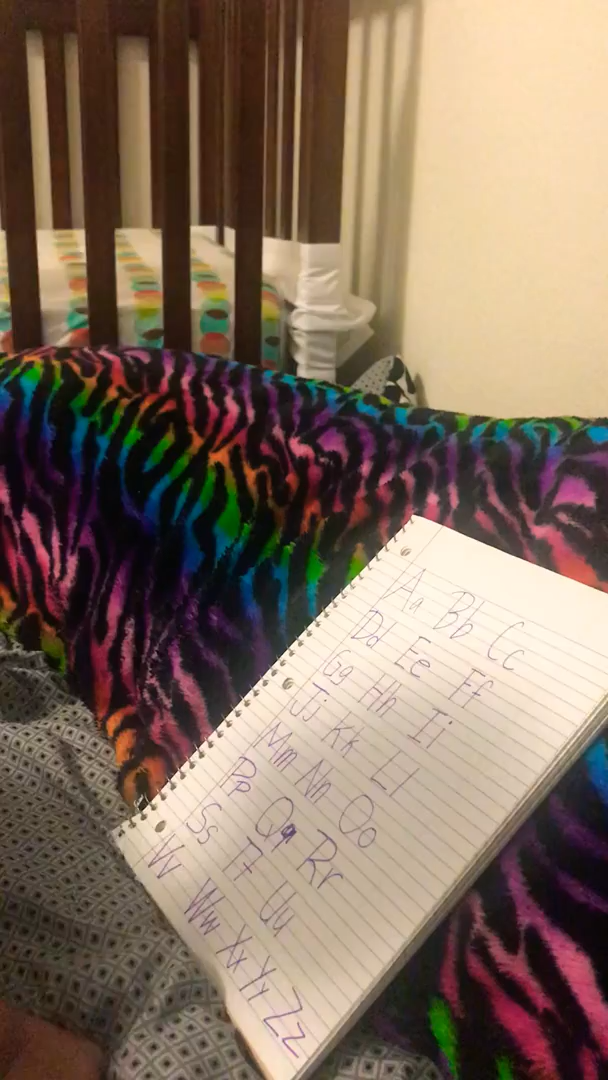 Aa Bb Cc
Dd Ee Ff
Gg Hh Ii
Jj Kk Ll
Mm Nn Oo
Pp Qq Rr
Ss Tt Uu
Vv Ww Xx Yy Zz